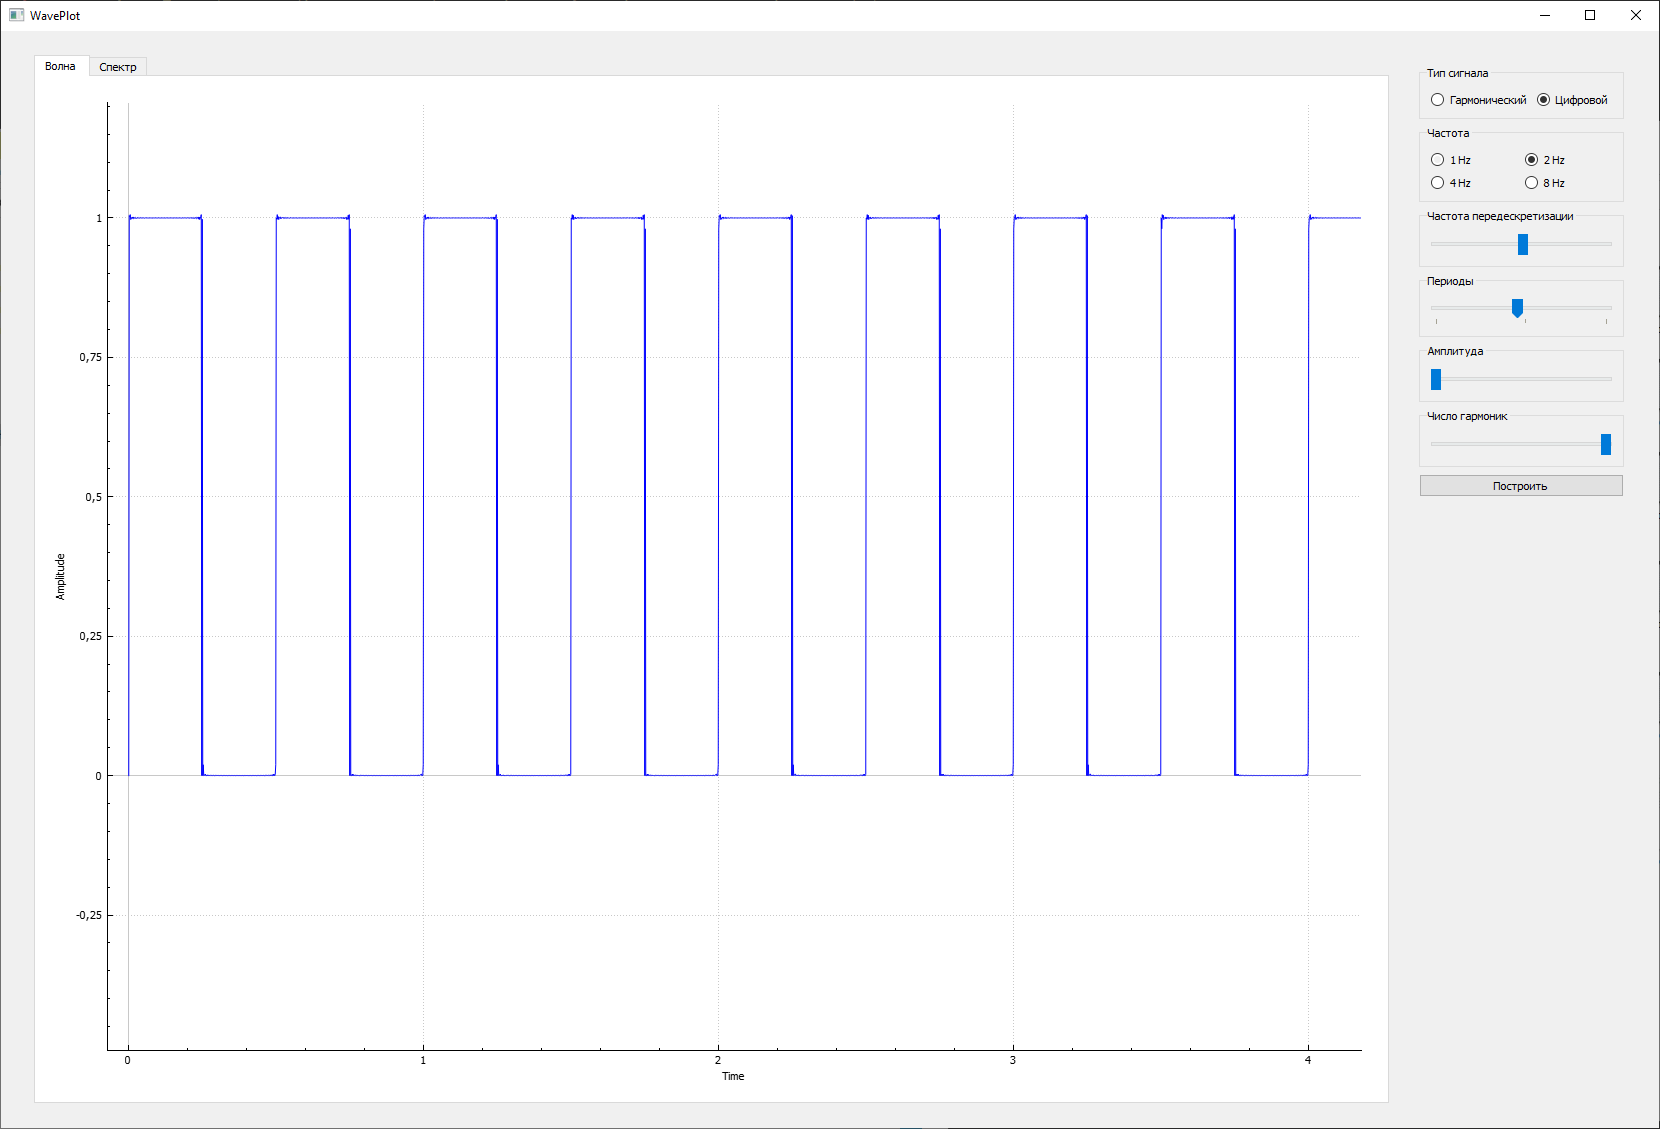 WavePlot
Волна
Спектр
Тип сигнала
Гармонический
Цифровой
Частота
1 Hz
2 Hz
4 Hz
8 Hz
Частота передескретизации
Периоды
Амплитуда
Число гармоник
Построить
1
0,75
0,5
0,25
0
-0,25
Amplitude
0
1
2
3
4
Time